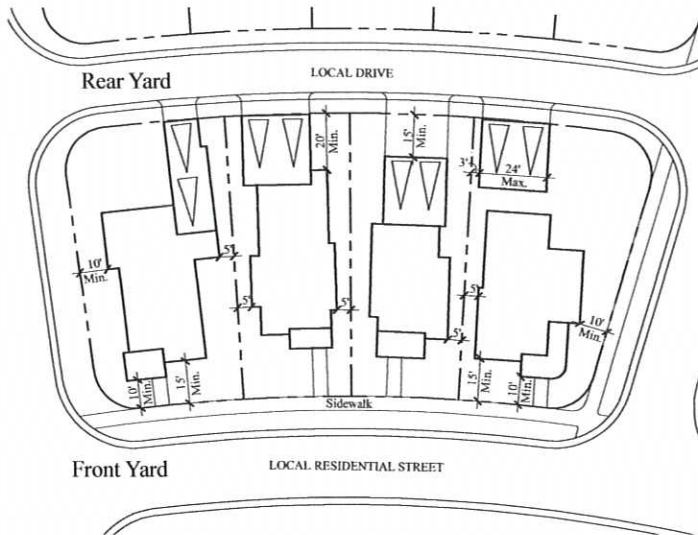 LOCAL DRIVE
Rear Yard
20'
Min.
15'
Min.
3'
24'
Max.
10'
Min.
5'
5'
5'
5'
5'
10'
Min.
10'
Min.
15'
Min.
15'
Min.
10'
Min.
Sidewalk
Front Yard
LOCAL RESIDENTIAL STREET